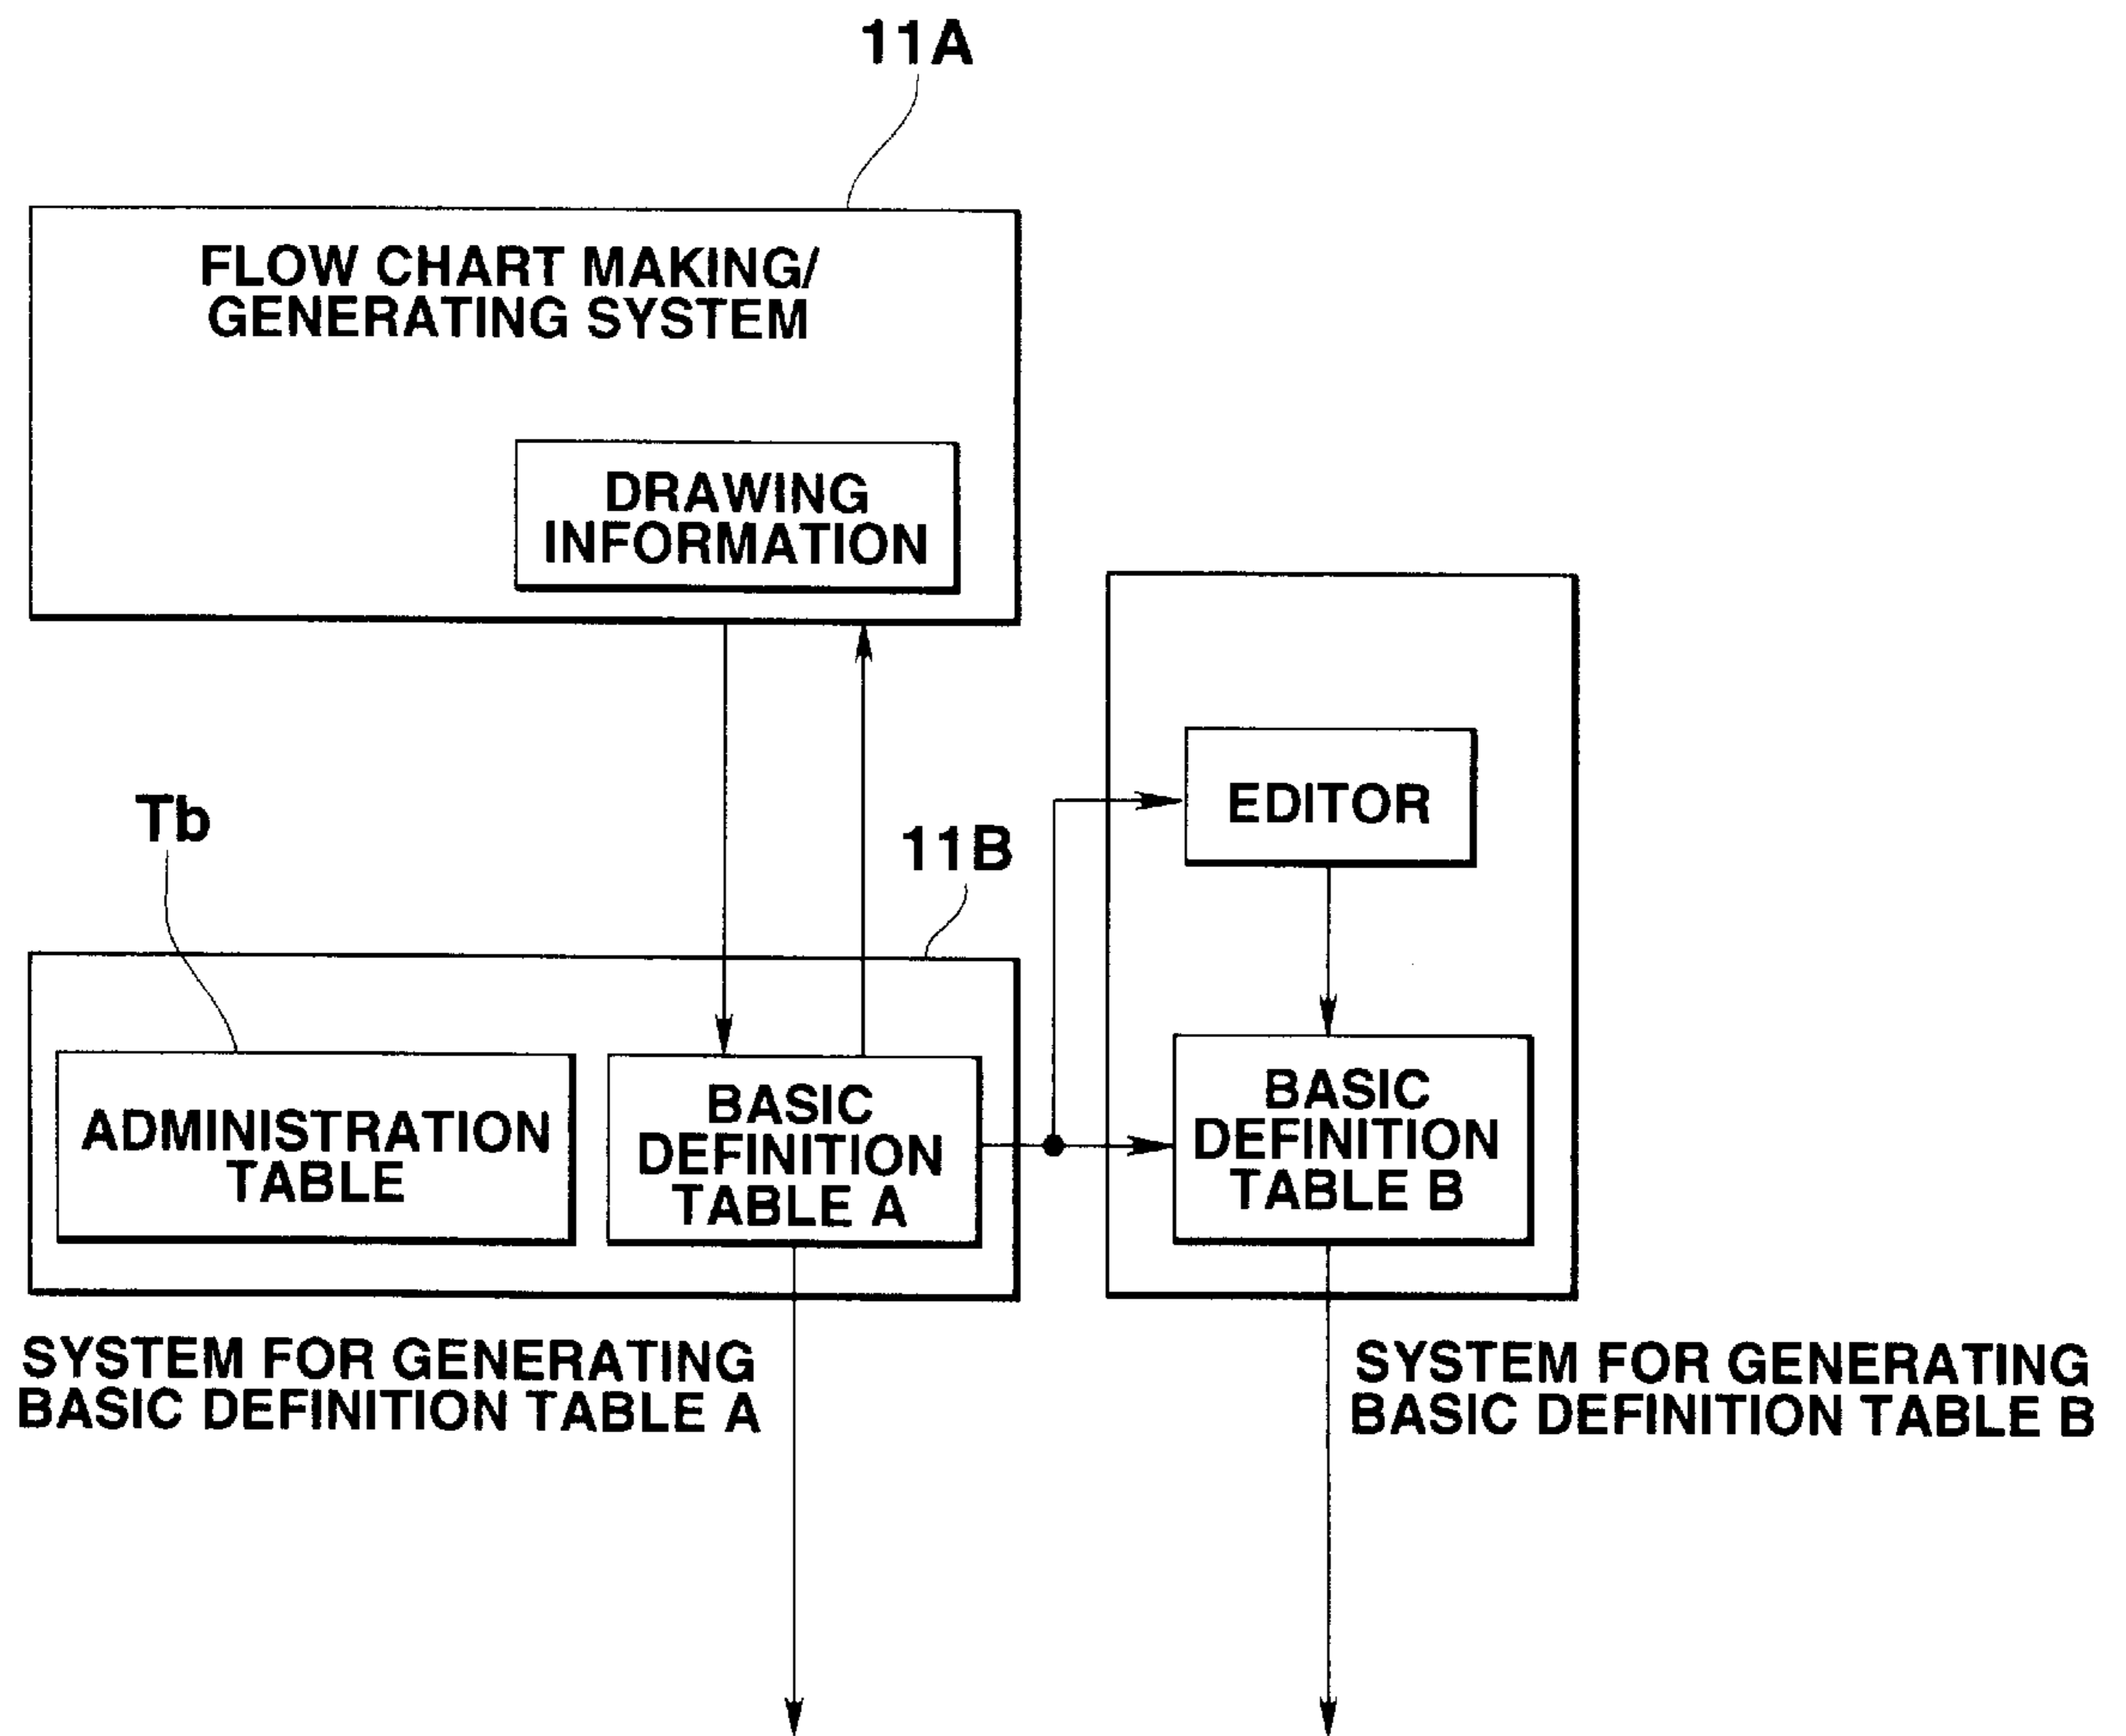 11A
FLOW CHART MAKING/
GENERATING SYSTEM
DRAWING
INFORMATION
EDITOR
Tb
11B
ADMINISTRATION
TABLE
BASIC
DEFINITION
TABLE A
BASIC
DEFINITION
TABLE B
SYSTEM FOR GENERATING
BASIC DEFINITION TABLE A
SYSTEM FOR GENERATING
BASIC DEFINITION TABLE B